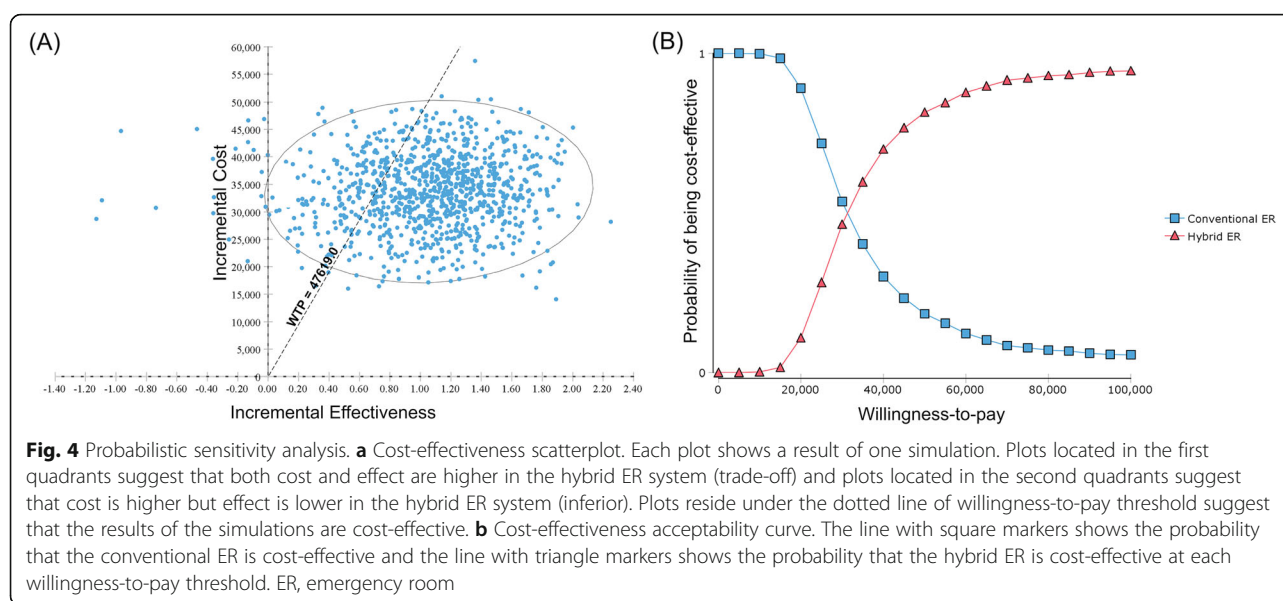 (A)
60,000
55,000
50,000
45,000
40,000
35,000
30,000
25,000
20,000
15,000
10,000
5,000
0
Incremental Cost
WTP = 47619.0
-1.40 -1.00 -0.80 -0.60 -0.40 -0.20 0.00 0.20 0.40 0.60 0.80 1.00 1.20 1.40 1.60 1.80 2.00 2.40
Incremental Effectiveness
(B)
1
0
Probability of being cost-effective
0 20,000 40,000 60,000 80,000 100,000
Willingness-to-pay
Conventional ER
Hybrid ER
Fig. 4 Probabilistic sensitivity analysis. a Cost-effectiveness scatterplot. Each plot shows a result of one simulation. Plots located in the first
quadrants suggest that both cost and effect are higher in the hybrid ER system (trade-off) and plots located in the second quadrants suggest
that cost is higher but effect is lower in the hybrid ER system (inferior). Plots reside under the dotted line of willingness-to-pay threshold suggest
that the results of the simulations are cost-effective. b Cost-effectiveness acceptability curve. The line with square markers shows the probability
that the conventional ER is cost-effective and the line with triangle markers shows the probability that the hybrid ER is cost-effective at each
willingness-to-pay threshold. ER, emergency room